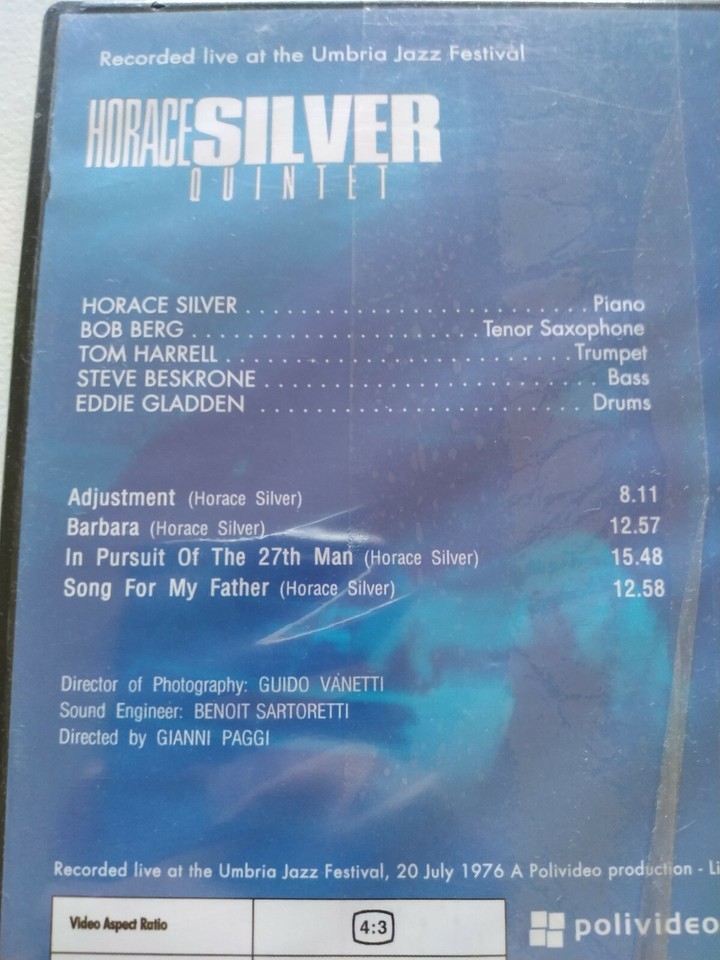 Recorded live at the Umbria Jazz Festival
HORACE SILVER
QUINTET
HORACE SILVER ............................ Piano
BOB BERG ........................ Tenor Saxophone
TOM HARRELL ............................ Trumpet
STEVE BESKRONE ........................ Bass
EDDIE GLADDEN ........................ Drums
Adjustment (Horace Silver) 8.11
Barbara (Horace Silver) 12.57
In Pursuit Of The 27th Man (Horace Silver) 15.48
Song For My Father (Horace Silver) 12.58
Director of Photography: GUIDO VANETTI
Sound Engineer: BENOIT SARTORETTI
Directed by GIANNI PAGGI
Recorded live at the Umbria Jazz Festival, 20 July 1976 A Polivideo production -
Video Aspect Ratio 4:3
polivideo